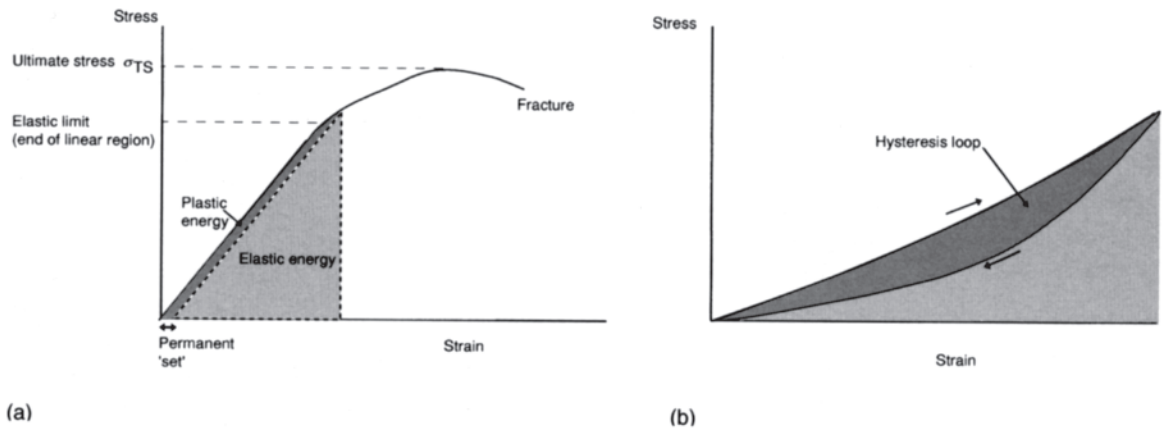 Stress
Ultimate stress σTS
Elastic limit
(end of linear region)
Plastic
energy
Elastic energy
Fracture
Permanent
'set'
Strain
(a)
Stress
Hysteresis loop
Strain
(b)